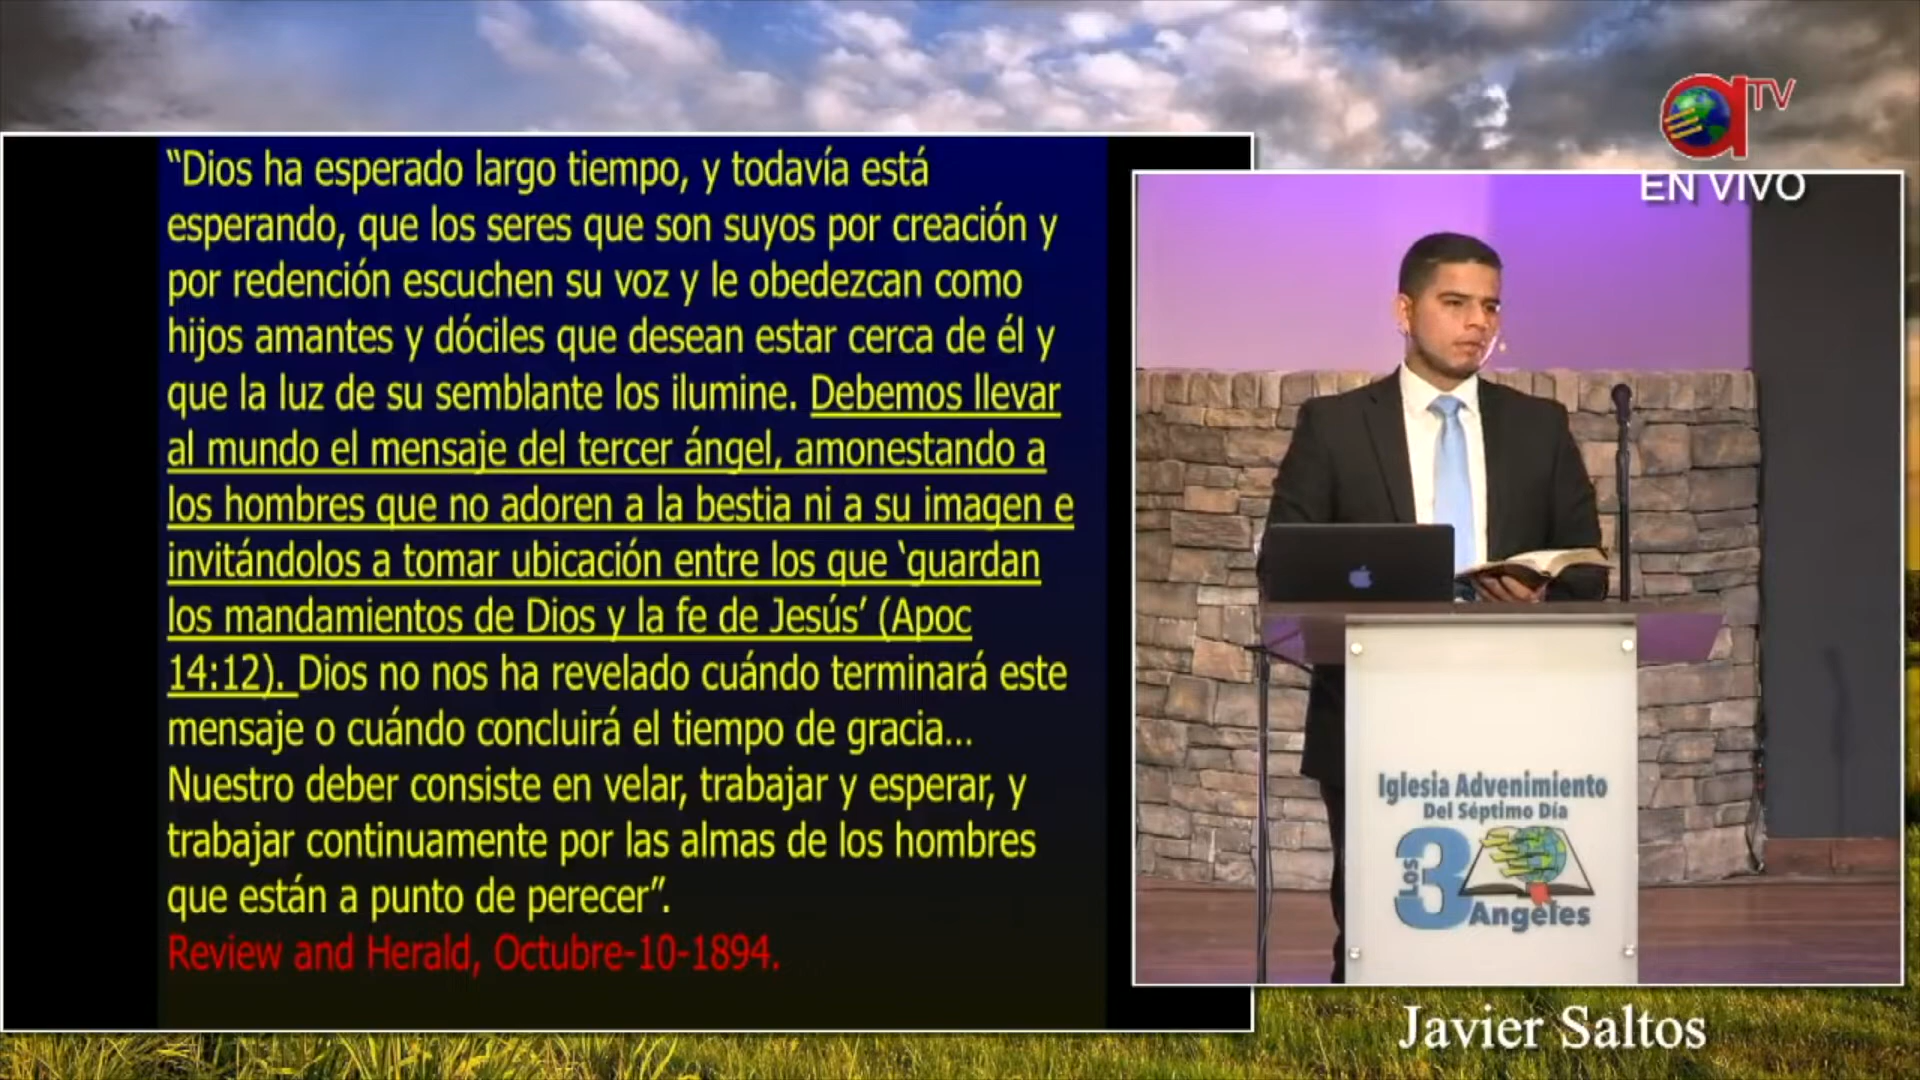 “Dios ha esperado largo tiempo, y todavía está
esperando, que los seres que son suyos por creación y
por redención escuchen su voz y le obedezcan como
hijos amantes y dóciles que desean estar cerca de él y
que la luz de su semblante los ilumine. Debemos llevar
al mundo el mensaje del tercer ángel, amonestando a
los hombres que no adoren a la bestia ni a su imagen e
invitándolos a tomar ubicación entre los que ‘guardan
los mandamientos de Dios y la fe de Jesús’ (Apoc
14:12). Dios no nos ha revelado cuándo terminará este
mensaje o cuándo concluirá el tiempo de gracia...
Nuestro deber consiste en velar, trabajar y esperar, y
trabajar continuamente por las almas de los hombres
que están a punto de perecer”.
Review and Herald, Octubre-10-1894.
a TV
EN VIVO
Iglesia Advenimiento
Del Séptimo Día
Los 3
Angeles
Javier Saltos